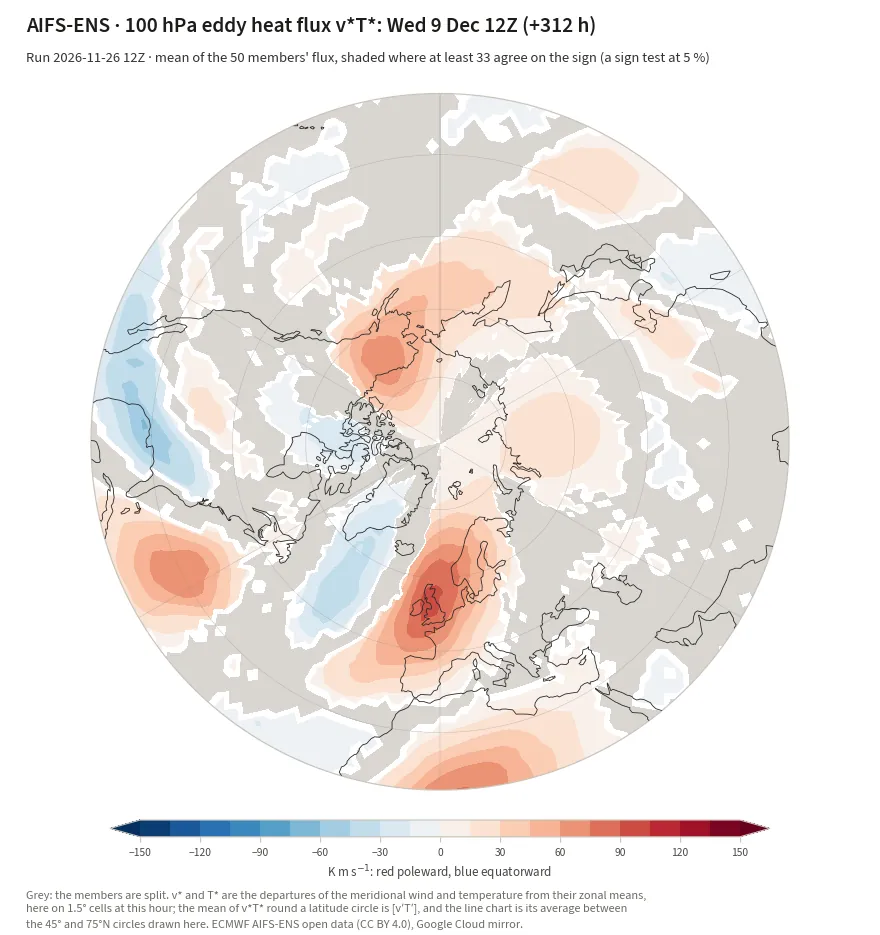 AIFS-ENS · 100 hPa eddy heat flux v*T*: Wed 9 Dec 12Z (+312 h)
Run 2026-11-26 12Z · mean of the 50 members' flux, shaded where at least 33 agree on the sign (a sign test at 5 %)
−150 −120 −90 −60 −30 0 30 60 90 120 150
K m s⁻¹: red poleward, blue equatorward
Grey: the members are split. v* and T* are the departures of the meridional wind and temperature from their zonal means,
here on 1.5° cells at this hour; the mean of v*T* round a latitude circle is [v'T'], and the line chart is its average between
the 45° and 75°N circles drawn here. ECMWF AIFS-ENS open data (CC BY 4.0), Google Cloud mirror.